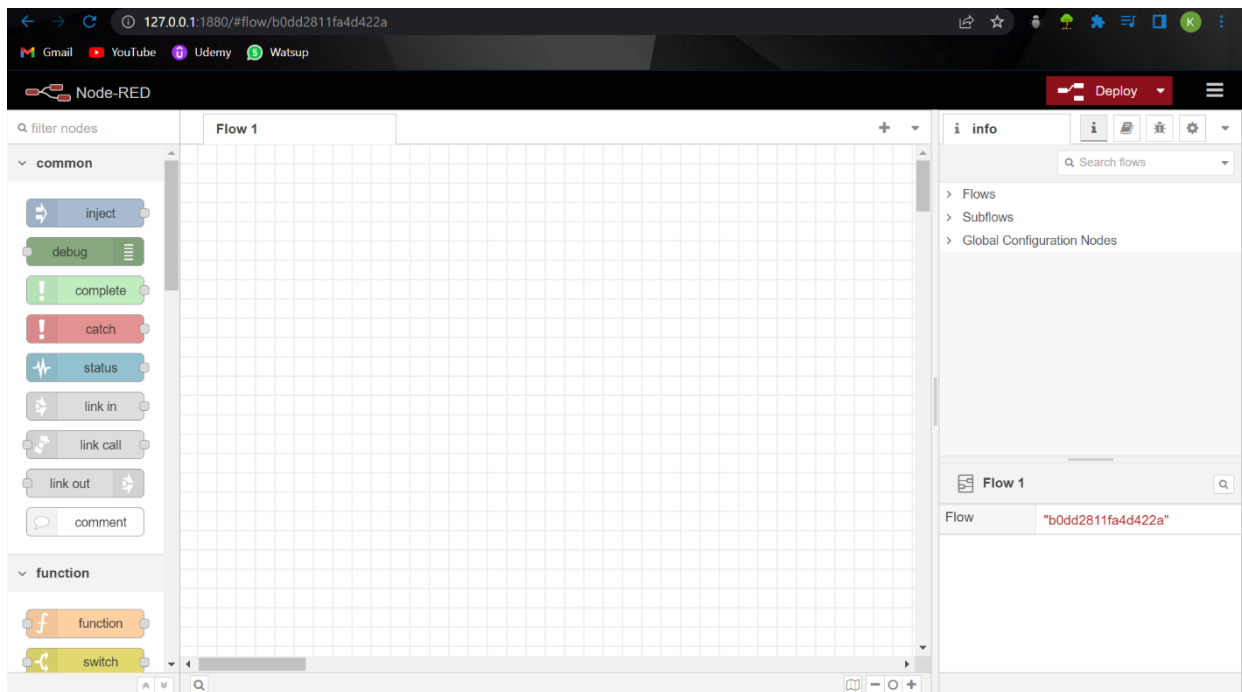 127.0.0.1:1880/#flow/b0dd2811fa4d422a
K
Gmail YouTube Udemy Watsup
Node-RED Deploy
filter nodes Flow 1 i info i
common Search flows
Flows
inject Subflows
debug Global Configuration Nodes
complete
catch
status
link in
link call
link out Flow 1
comment Flow "b0dd2811fa4d422a"
function
function
switch